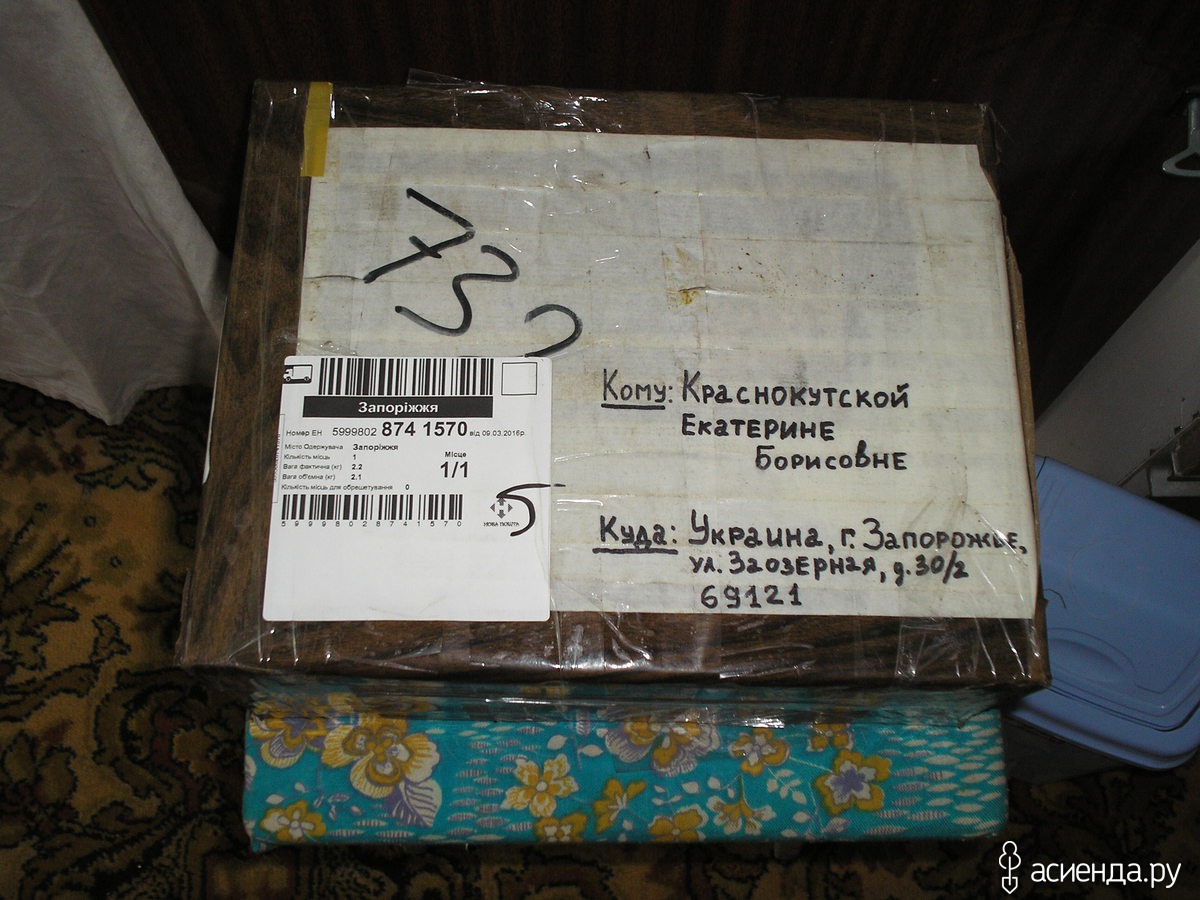 732
Запоріжжя
Номер ЕН 5999802 874 1570 від 09.03.2016р.
Місто Одержувача Запоріжжя
Кількість місць 1
Місце
Вага фактична (кг) 2.2
1/1
Вага об'ємна (кг) 2.1
Кількість місць для обрешетування 0
59998028741570
НОВА ПОШТА
5
Кому: Краснокутской
Екатерине
Борисовне
Куда: Украина, г. Запорожье,
ул. Заозерная, д. 30/2
69121
асиенда.ру